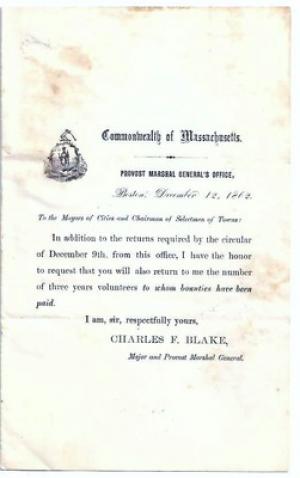 Commonwealth of Massachusetts.
PROVOST MARSHAL GENERAL'S OFFICE,
Boston, December 12, 1862.
To the Mayors of Cities and Chairman of Selectmen of Towns:
In addition to the returns required by the circular
of December 9th, from this office, I have the honor
to request that you will also return to me the number
of three years volunteers to whom bounties have been
paid.
I am, sir, respectfully yours,
CHARLES F. BLAKE,
Major and Provost Marshal General.